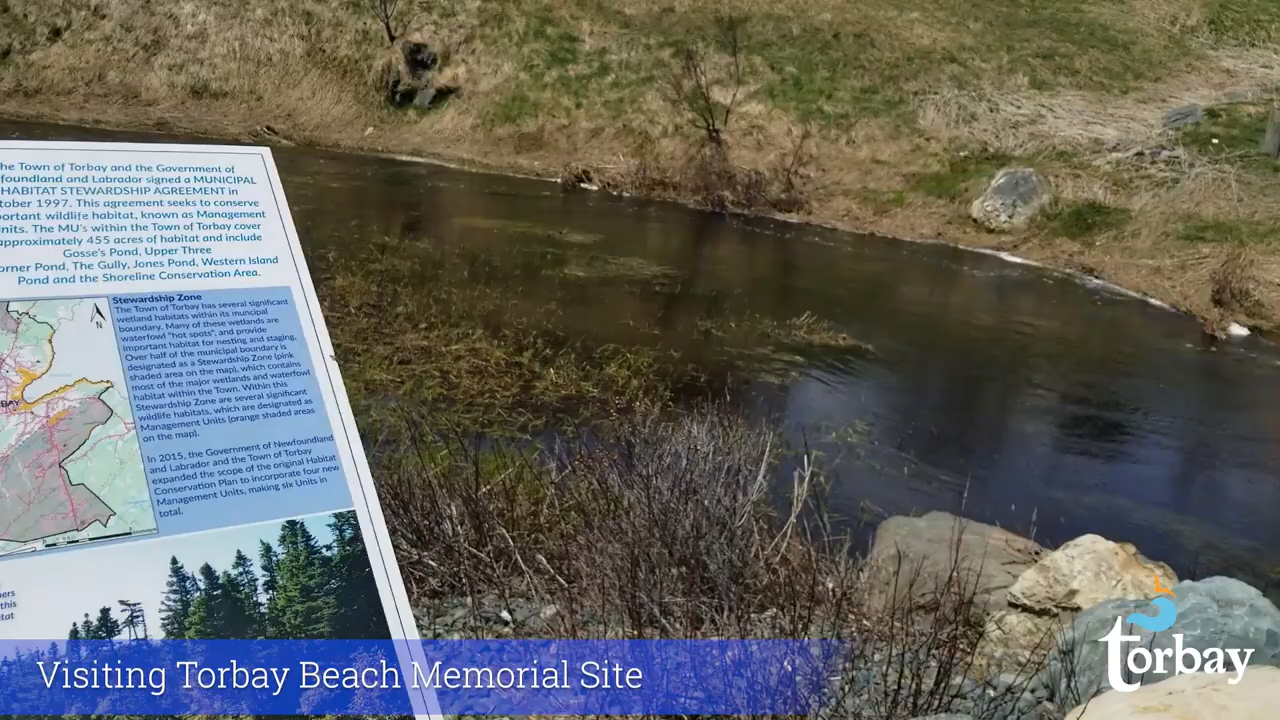 he Town of Torbay and the Government of
foundland and Labrador signed a MUNICIPAL
HABITAT STEWARDSHIP AGREEMENT in
tober 1997. This agreement seeks to conserve
portant wildlife habitat, known as Management
Units. The MU's within the Town of Torbay cover
approximately 455 acres of habitat and include
Gosse's Pond, Upper Three
orner Pond, The Gully, Jones Pond, Western Island
Pond and the Shoreline Conservation Area.
Stewardship Zone
The Town of Torbay has several significant
wetland habitats within its muncipal
boundary. Many of these wetlands are
waterfowl "hot spots", and provide
important habitat for nesting and staging.
Over half of the municipal boundary is
designated as a Stewardship Zone (pink
shaded area on the map), which contains
most of the major wetlands and waterfowl
habitat within the Town. Within this
Stewardship Zone are several significant
wildlife habitats, which are designated as
Management Units (orange shaded areas
on the map).
In 2015, the Government of Newfoundland
and Labrador and the Town of Torbay
expanded the scope of the original Habitat
Conservation Plan to incorporate four new
Management Units, making six Units in
total.
N
BAY
ners
this
tat
Visiting Torbay Beach Memorial Site
torbay